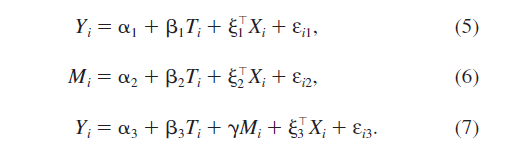 Yᵢ = α₁ + β₁Tᵢ + ξ₁ᵀXᵢ + εᵢ₁, (5)
Mᵢ = α₂ + β₂Tᵢ + ξ₂ᵀXᵢ + εᵢ₂, (6)
Yᵢ = α₃ + β₃Tᵢ + γMᵢ + ξ₃ᵀXᵢ + εᵢ₃. (7)